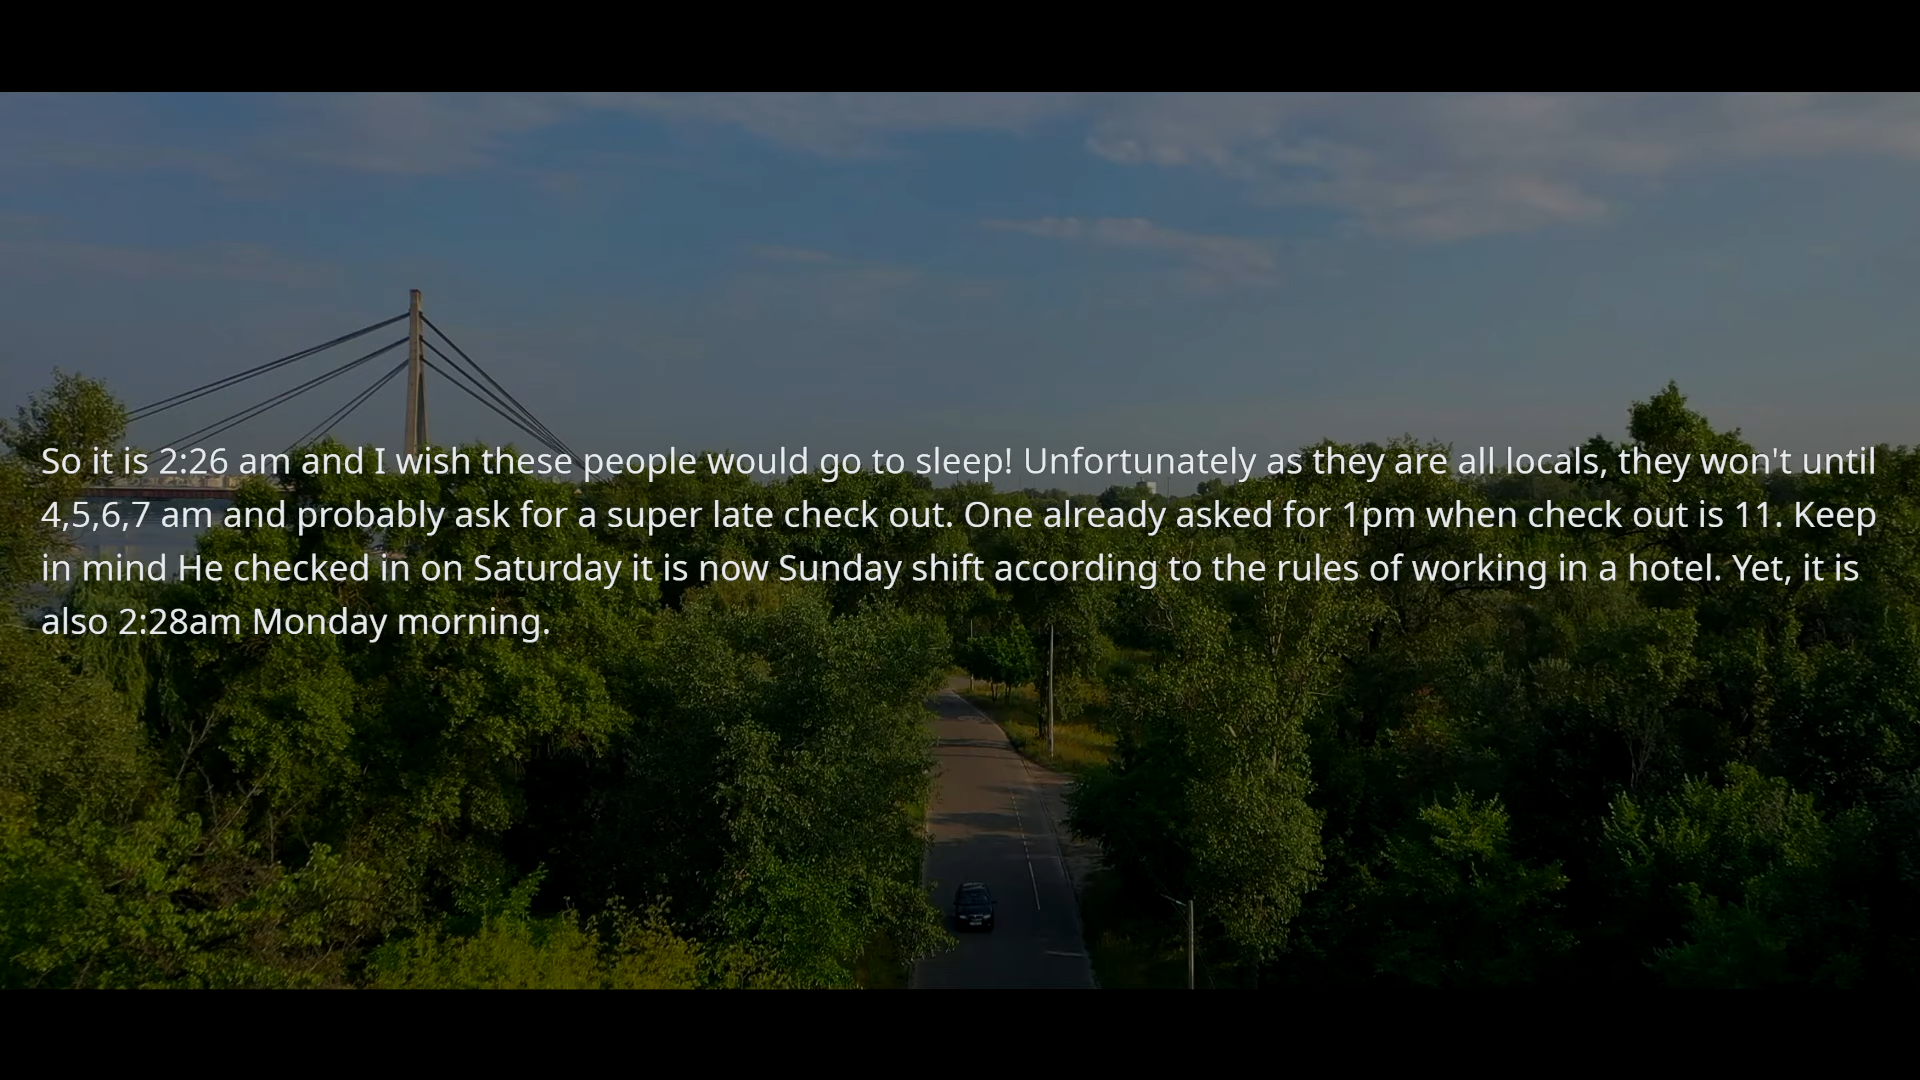 So it is 2:26 am and I wish these people would go to sleep! Unfortunately as they are all locals, they won't until
4,5,6,7 am and probably ask for a super late check out. One already asked for 1pm when check out is 11. Keep
in mind He checked in on Saturday it is now Sunday shift according to the rules of working in a hotel. Yet, it is
also 2:28am Monday morning.